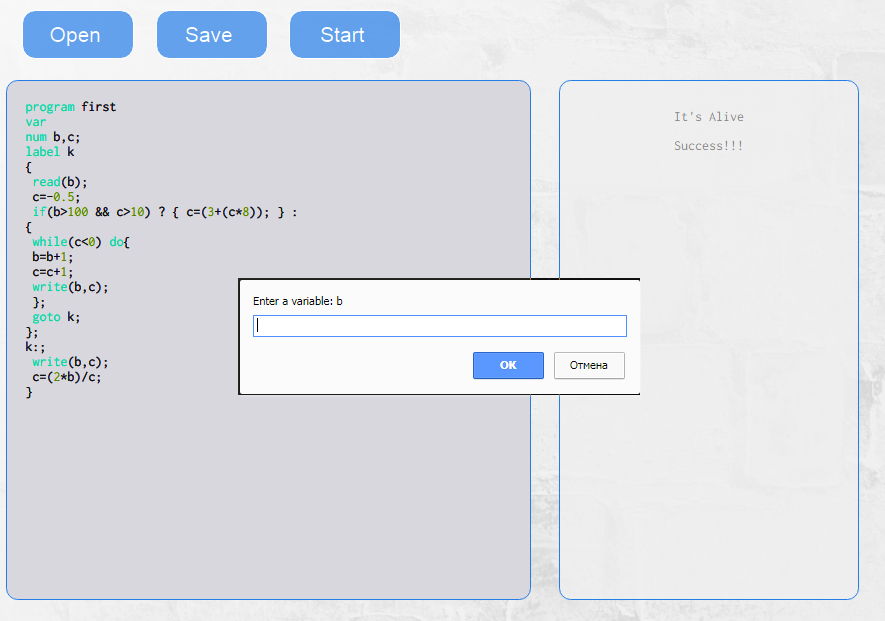 Open Save Start
program first
var
num b,c;
label k
{
read(b);
c=-0.5;
if(b>100 && c>10) ? { c=(3+(c*8)); } :
{
while(c<0) do{
b=b+1;
c=c+1;
write(b,c);
};
goto k;
};
k:;
write(b,c);
c=(2*b)/c;
}
Enter a variable: b
OK Отмена
It's Alive
Success!!!